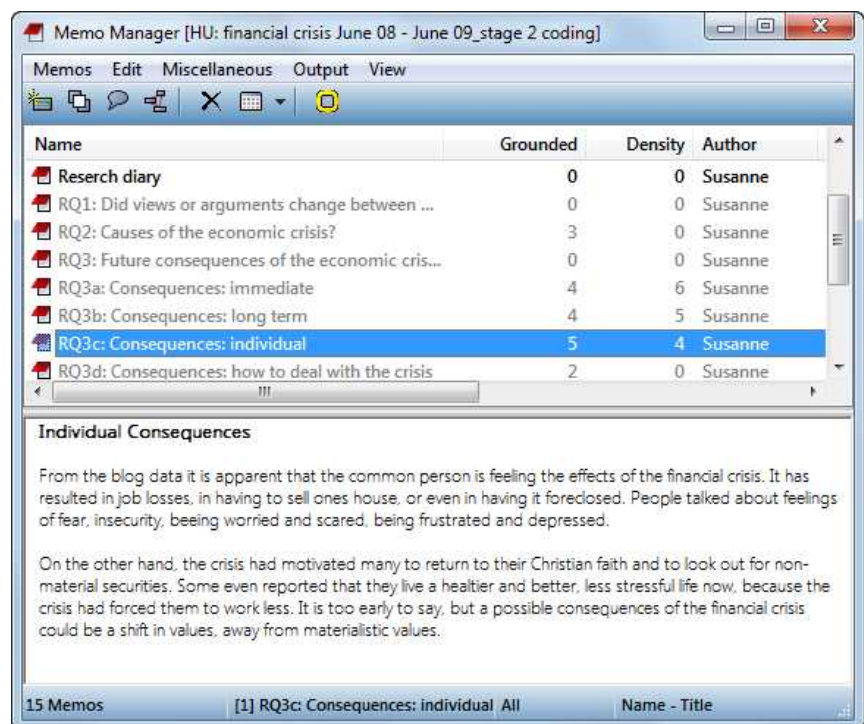 Memo Manager [HU: financial crisis June 08 - June 09_stage 2 coding]
Memos Edit Miscellaneous Output View
Name Grounded Density Author
Reserch diary 0 0 Susanne
RQ1: Did views or arguments change between ... 0 0 Susanne
RQ2: Causes of the economic crisis? 3 0 Susanne
RQ3: Future consequences of the economic cris... 0 0 Susanne
RQ3a: Consequences: immediate 4 6 Susanne
RQ3b: Consequences: long term 4 5 Susanne
RQ3c: Consequences: individual 5 4 Susanne
RQ3d: Consequences: how to deal with the crisis 2 0 Susanne
Individual Consequences
From the blog data it is apparent that the common person is feeling the effects of the financial crisis. It has
resulted in job losses, in having to sell ones house, or even in having it foreclosed. People talked about feelings
of fear, insecurity, beeing worried and scared, being frustrated and depressed.
On the other hand, the crisis had motivated many to return to their Christian faith and to look out for non-
material securities. Some even reported that they live a healtier and better, less stressful life now, because the
crisis had forced them to work less. It is too early to say, but a possible consequences of the financial crisis
could be a shift in values, away from materialistic values.
15 Memos [1] RQ3c: Consequences: individual All Name - Title